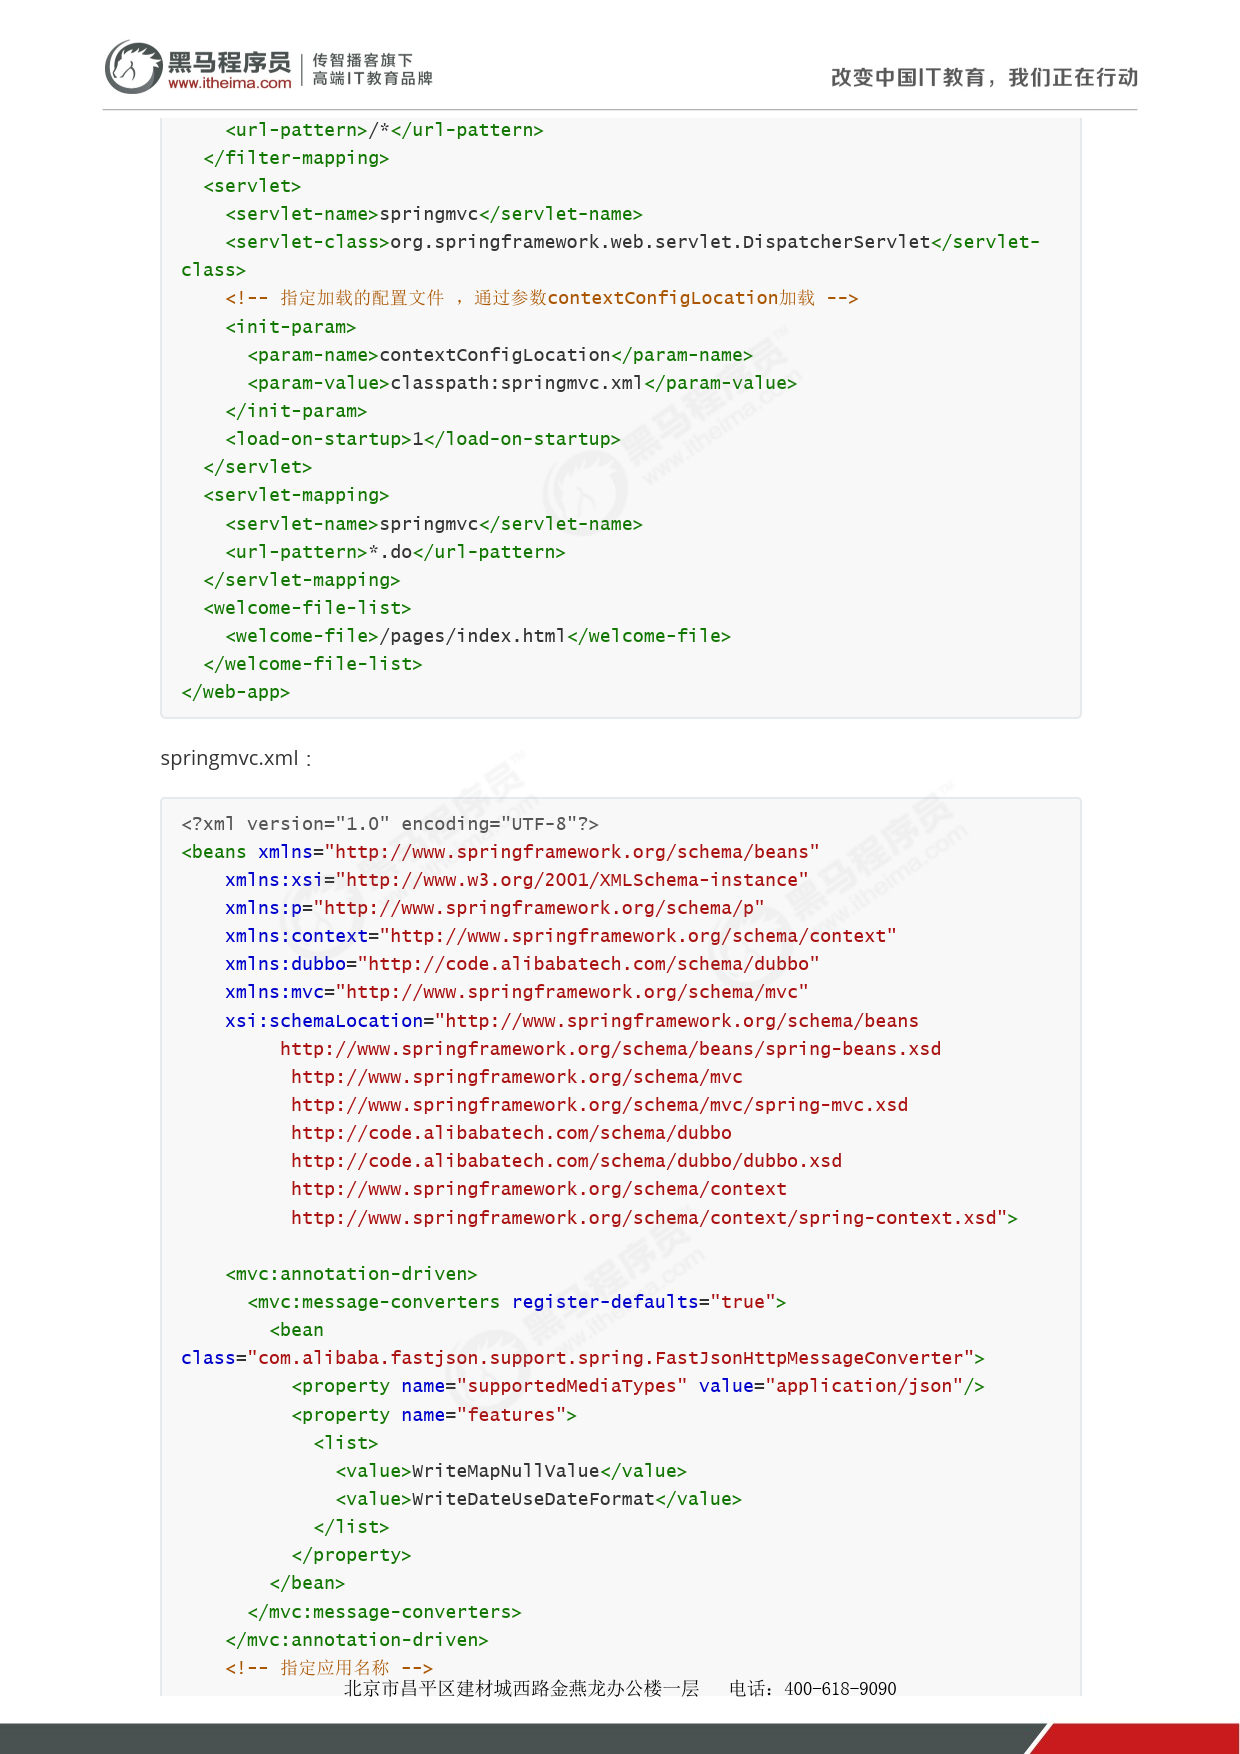 黑马程序员 传智播客旗下
www.itheima.com 高端IT教育品牌
改变中国IT教育，我们正在行动
    <url-pattern>/*</url-pattern>
  </filter-mapping>
  <servlet>
    <servlet-name>springmvc</servlet-name>
    <servlet-class>org.springframework.web.servlet.DispatcherServlet</servlet-
class>
    <!-- 指定加载的配置文件 ，通过参数contextConfigLocation加载 -->
    <init-param>
      <param-name>contextConfigLocation</param-name>
      <param-value>classpath:springmvc.xml</param-value>
    </init-param>
    <load-on-startup>1</load-on-startup>
  </servlet>
  <servlet-mapping>
    <servlet-name>springmvc</servlet-name>
    <url-pattern>*.do</url-pattern>
  </servlet-mapping>
  <welcome-file-list>
    <welcome-file>/pages/index.html</welcome-file>
  </welcome-file-list>
</web-app>
springmvc.xml：
<?xml version="1.0" encoding="UTF-8"?>
<beans xmlns="http://www.springframework.org/schema/beans"
    xmlns:xsi="http://www.w3.org/2001/XMLSchema-instance"
    xmlns:p="http://www.springframework.org/schema/p"
    xmlns:context="http://www.springframework.org/schema/context"
    xmlns:dubbo="http://code.alibabatech.com/schema/dubbo"
    xmlns:mvc="http://www.springframework.org/schema/mvc"
    xsi:schemaLocation="http://www.springframework.org/schema/beans
         http://www.springframework.org/schema/beans/spring-beans.xsd
          http://www.springframework.org/schema/mvc
          http://www.springframework.org/schema/mvc/spring-mvc.xsd
          http://code.alibabatech.com/schema/dubbo
          http://code.alibabatech.com/schema/dubbo/dubbo.xsd
          http://www.springframework.org/schema/context
          http://www.springframework.org/schema/context/spring-context.xsd">
    <mvc:annotation-driven>
      <mvc:message-converters register-defaults="true">
        <bean
class="com.alibaba.fastjson.support.spring.FastJsonHttpMessageConverter">
          <property name="supportedMediaTypes" value="application/json"/>
          <property name="features">
            <list>
              <value>WriteMapNullValue</value>
              <value>WriteDateUseDateFormat</value>
            </list>
          </property>
        </bean>
      </mvc:message-converters>
    </mvc:annotation-driven>
    <!-- 指定应用名称 -->
北京市昌平区建材城西路金燕龙办公楼一层 电话：400-618-9090